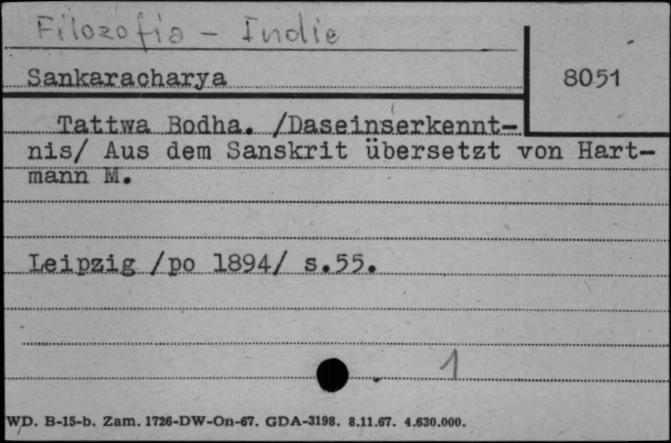 Filozofia - Indie
Sankaracharya
8051
Tattwa Bodha. /Daseinserkennt-
nis/ Aus dem Sanskrit übersetzt von Hart-
mann M.
Leipzig /po 1894/ s.55.
1
WD. B-15-b. Zam. 1726-DW-On-67. GDA-3198. 8.11.67. 4.630.000.